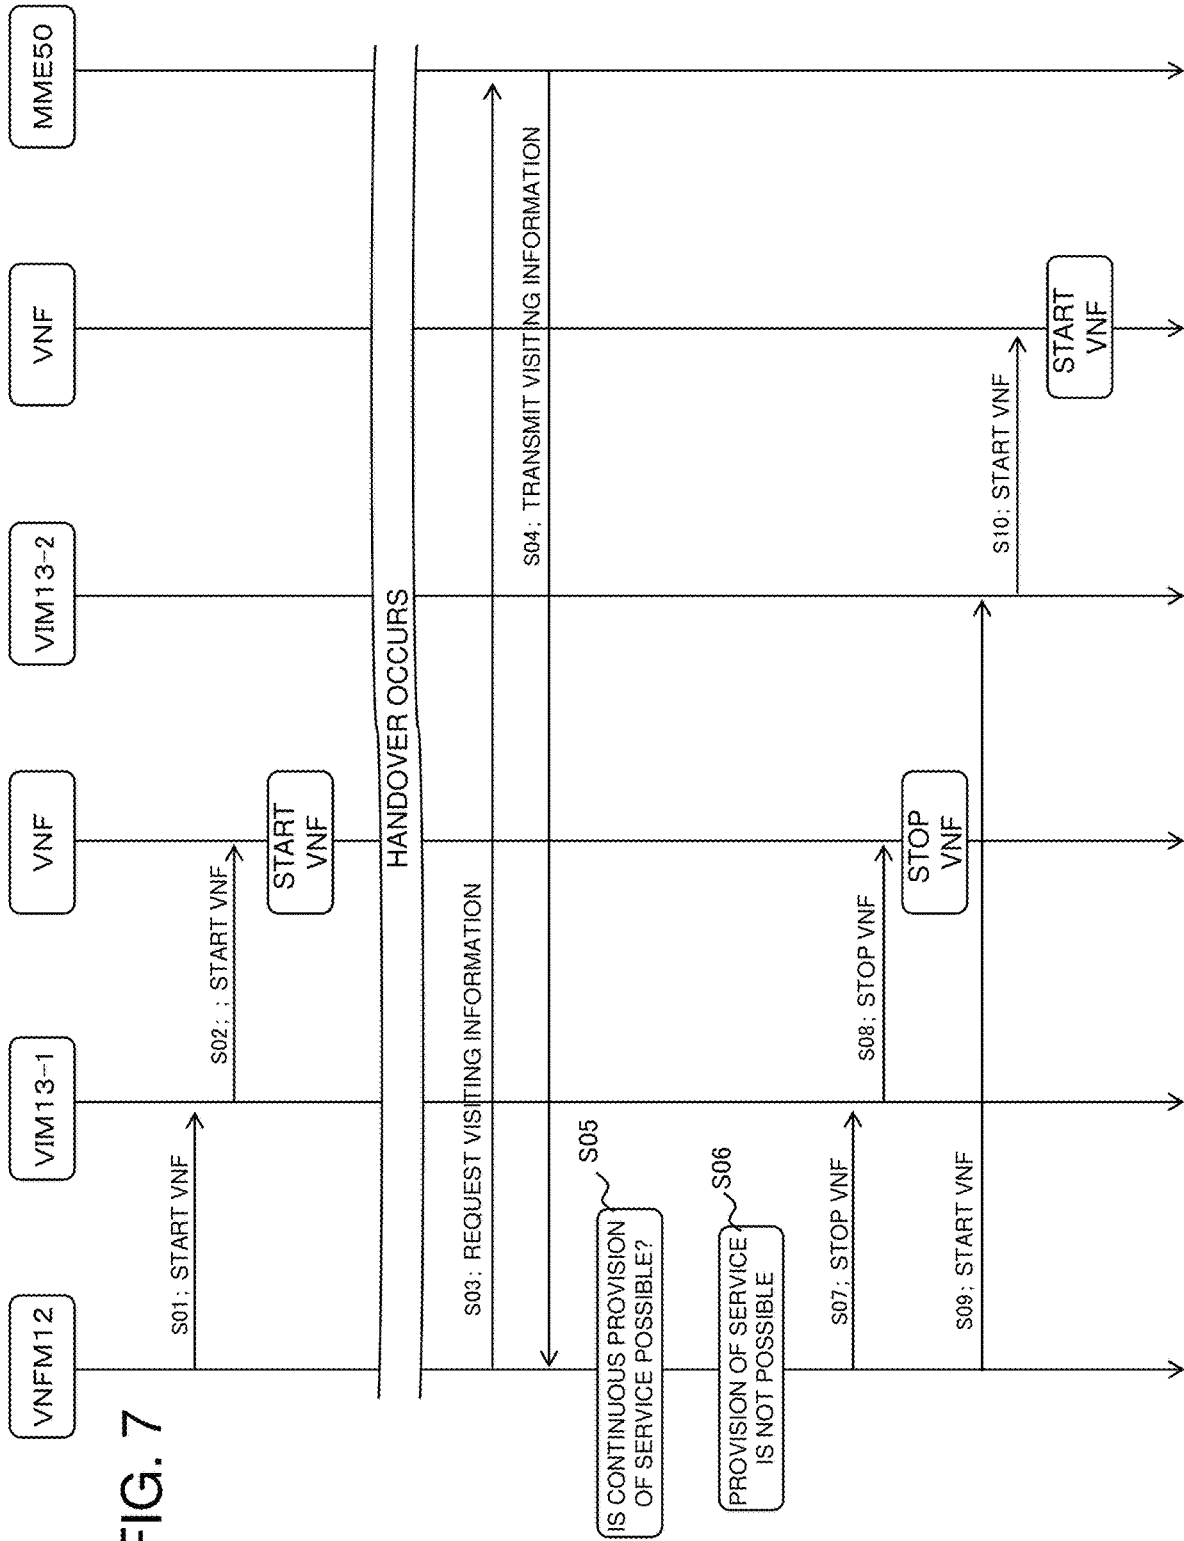 FIG. 7
VNFM12
VIM13-1
VNF
VIM13-2
VNF
MME50
S01; START VNF
S02; ; START VNF
START
VNF
HANDOVER OCCURS
S03; REQUEST VISITING INFORMATION
S04; TRANSMIT VISITING INFORMATION
S05
IS CONTINUOUS PROVISION
OF SERVICE POSSIBLE?
S06
PROVISION OF SERVICE
IS NOT POSSIBLE
S07; STOP VNF
S08; STOP VNF
STOP
VNF
S09; START VNF
S10; START VNF
START
VNF